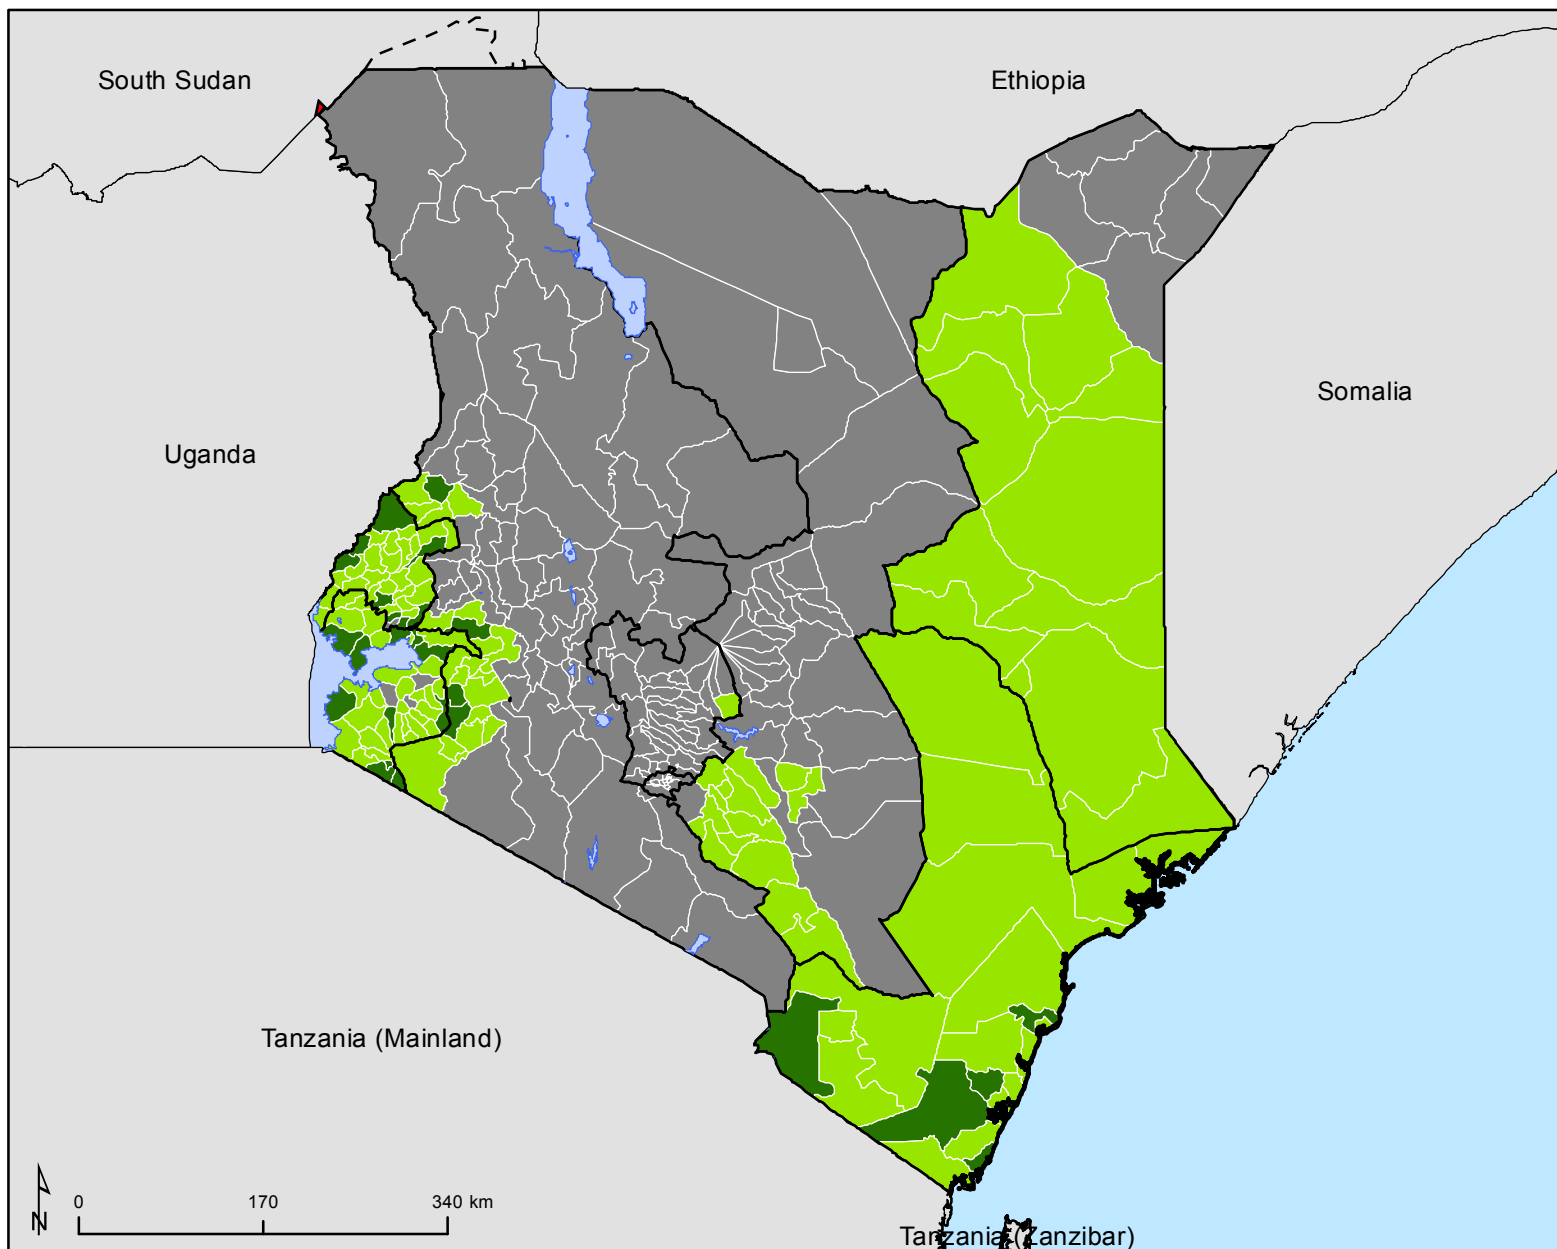 South Sudan
Ethiopia
Somalia
Uganda
Tanzania (Mainland)
N
0 170 340 km
Tanzania (Zanzibar)